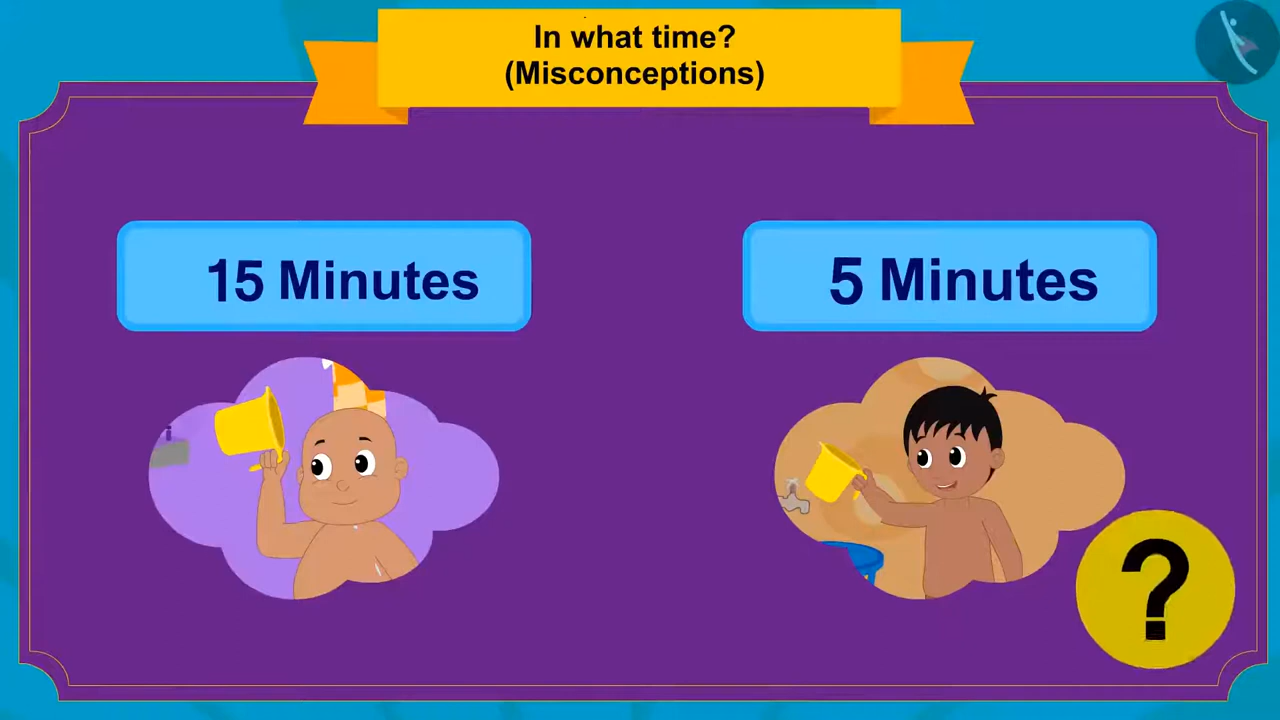 In what time?
(Misconceptions)
15 Minutes
5 Minutes
?